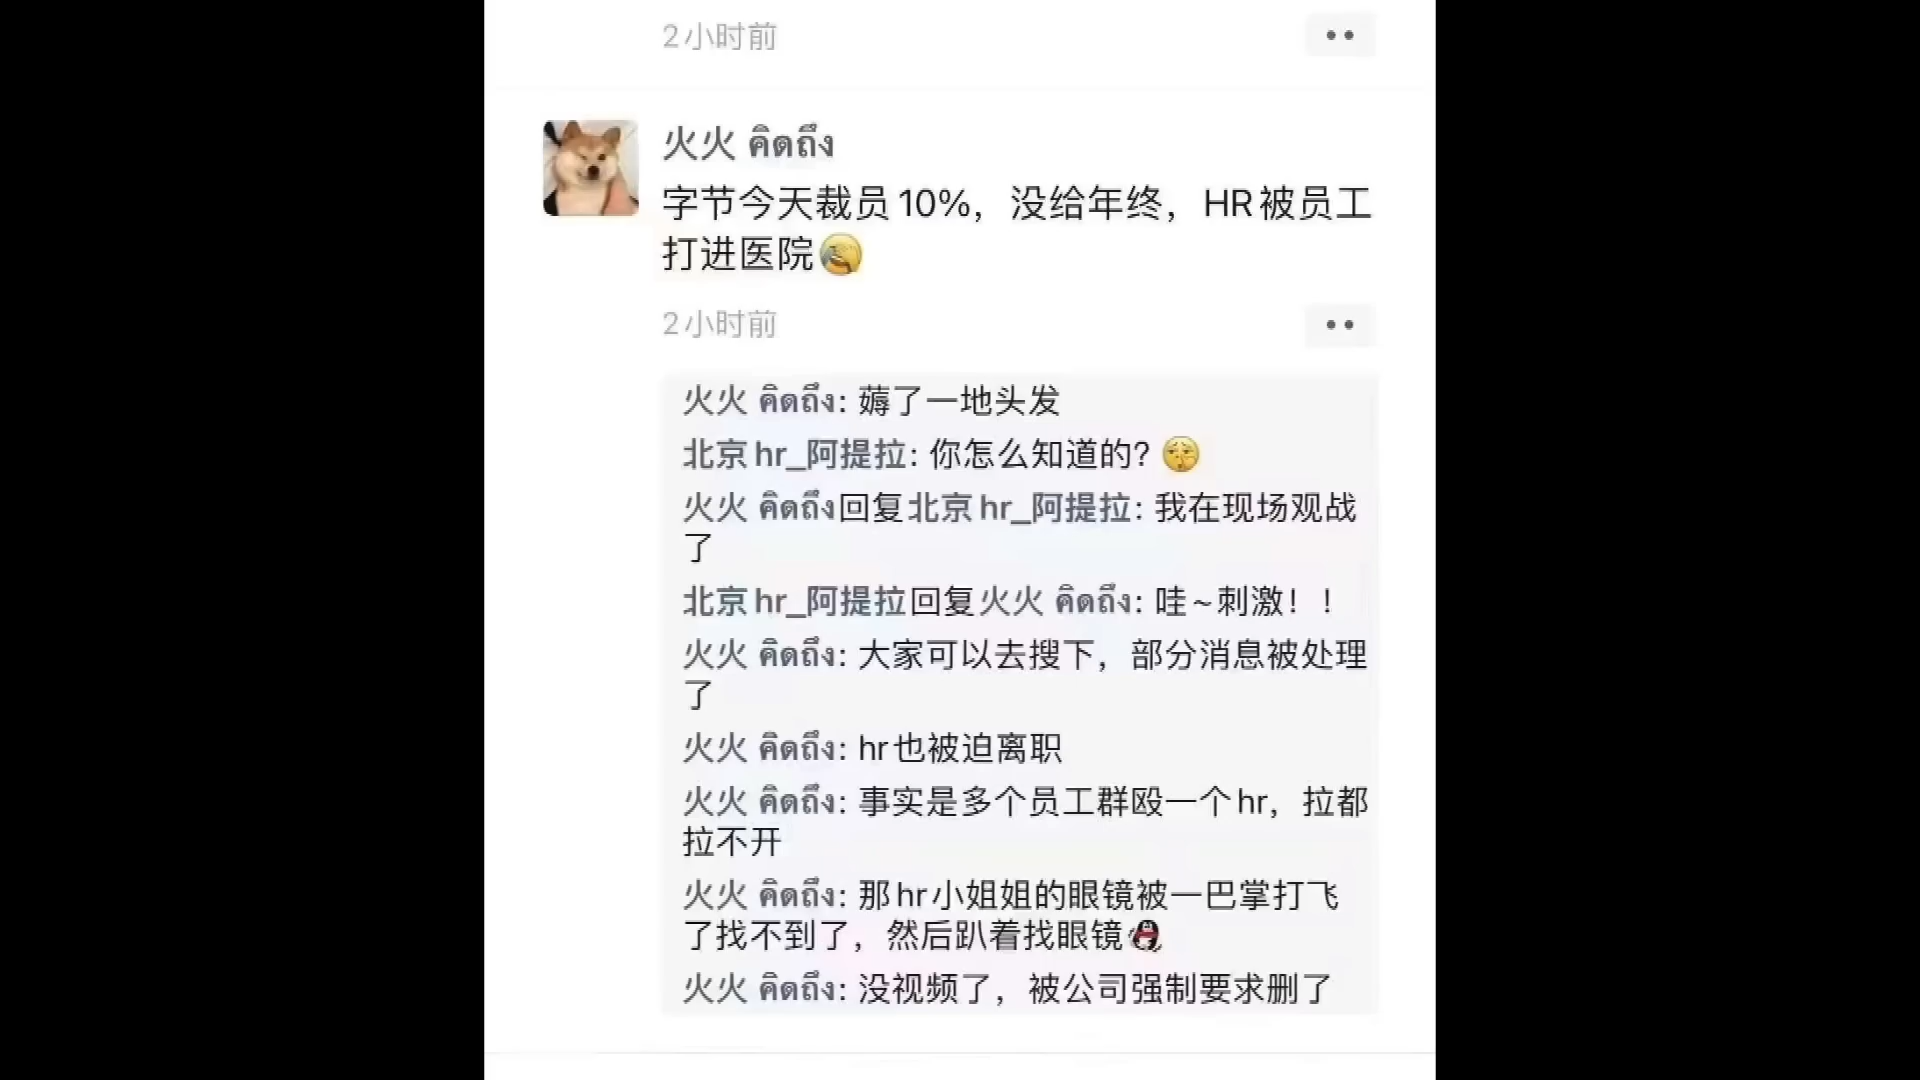 2小时前
火火 คิดถึง
字节今天裁员10%，没给年终，HR被员工
打进医院
2小时前
火火 คิดถึง: 薅了一地头发
北京hr_阿提拉: 你怎么知道的?
火火 คิดถึง回复北京hr_阿提拉: 我在现场观战
了
北京hr_阿提拉回复火火 คิดถึง: 哇~刺激！！
火火 คิดถึง: 大家可以去搜下，部分消息被处理
了
火火 คิดถึง: hr也被迫离职
火火 คิดถึง: 事实是多个员工群殴一个hr，拉都
拉不开
火火 คิดถึง: 那hr小姐姐的眼镜被一巴掌打飞
了找不到了，然后趴着找眼镜
火火 คิดถึง: 没视频了，被公司强制要求删了